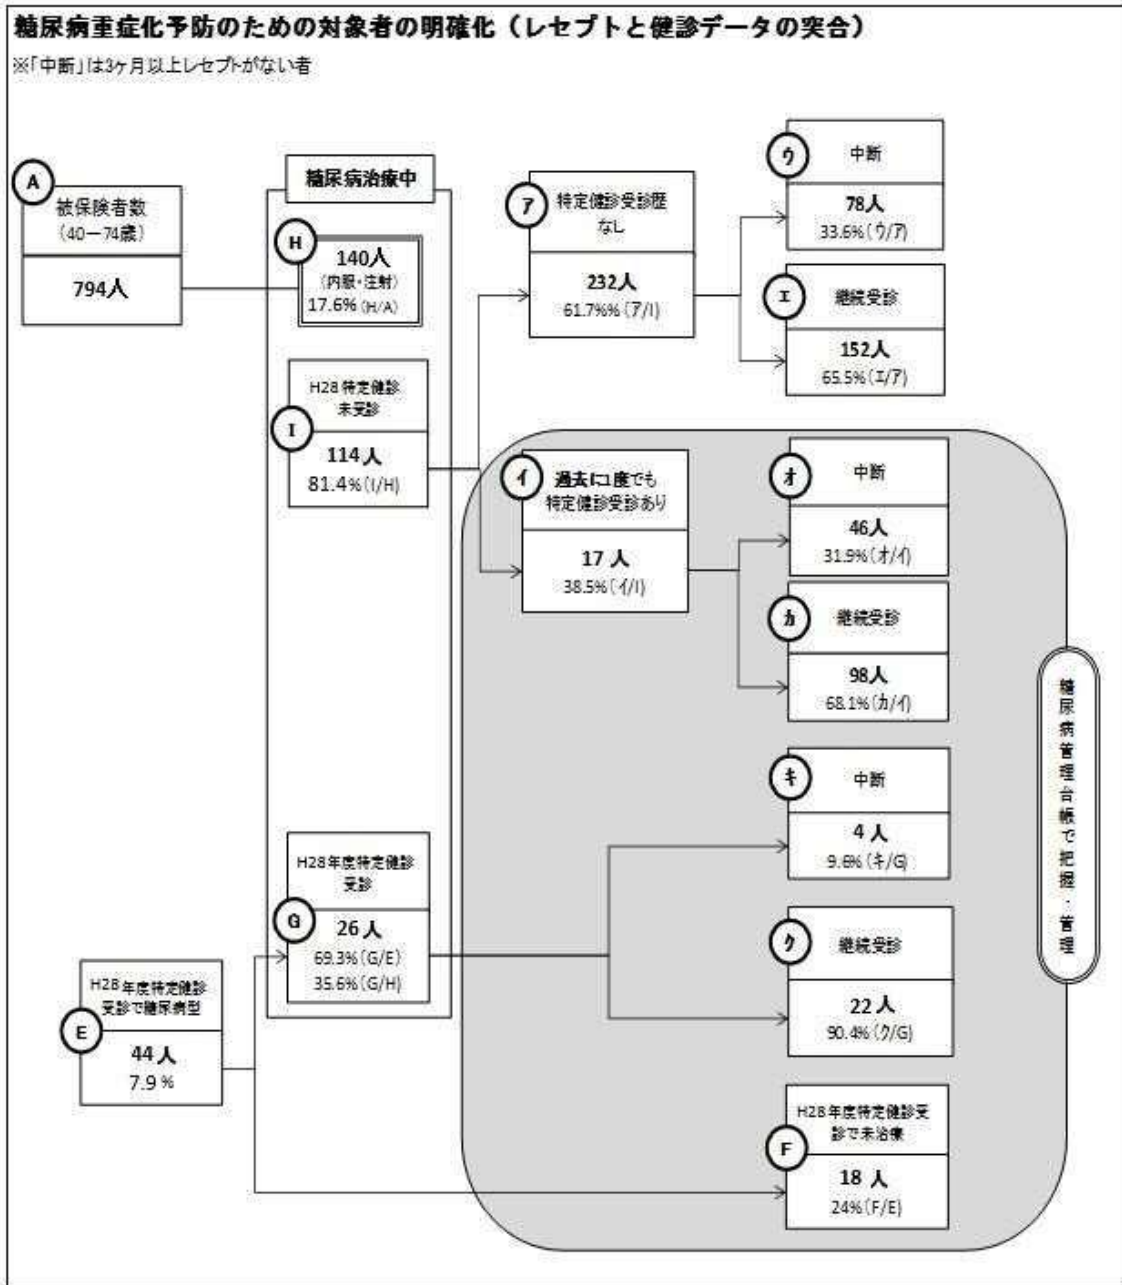 糖尿病重症化予防のための対象者の明確化（レセプトと健診データの突合）
※「中断」は3ヶ月以上レセプトがない者
A
被保険者数
（40－74歳）
794人
糖尿病治療中
H
140人
（内服・注射）
17.6% (H/A)
I
H28特定健診
未受診
114人
81.4%(I/H)
ア
特定健診受診歴
なし
232人
61.7%% (ア/I)
ウ
中断
78人
33.6%(ウ/ア)
エ
継続受診
152人
65.5%(エ/ア)
イ
過去に1度でも
特定健診受診あり
17 人
38.5%(イ/I)
オ
中断
46人
31.9%(オ/イ)
カ
継続受診
98人
68.1%(カ/イ)
キ
中断
4 人
9.6%(キ/G)
G
H28年度特定健診
受診
26人
69.3%(G/E)
35.6%(G/H)
ク
継続受診
22人
90.4%(ク/G)
E
H28年度特定健診
受診で糖尿病型
44人
7.9 %
F
H28年度特定健診受
診で未治療
18 人
24%(F/E)
糖尿病管理台帳で把握・管理